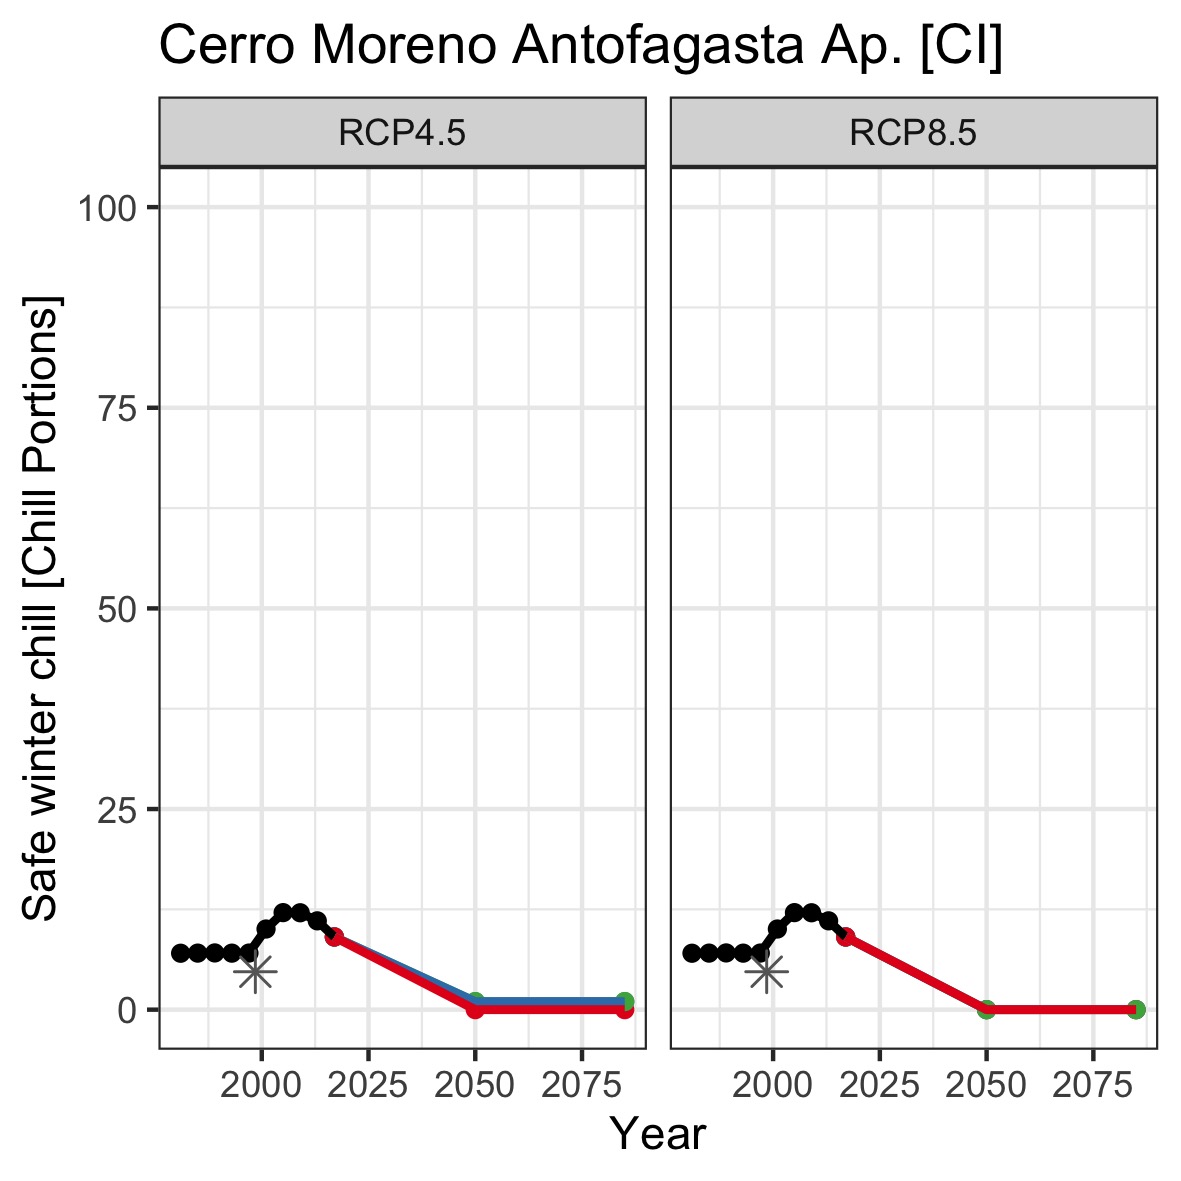 Cerro Moreno Antofagasta Ap. [CI]
RCP4.5
RCP8.5
Safe winter chill [Chill Portions]
100
75
50
25
0
2000 2025 2050 2075
2000 2025 2050 2075
Year